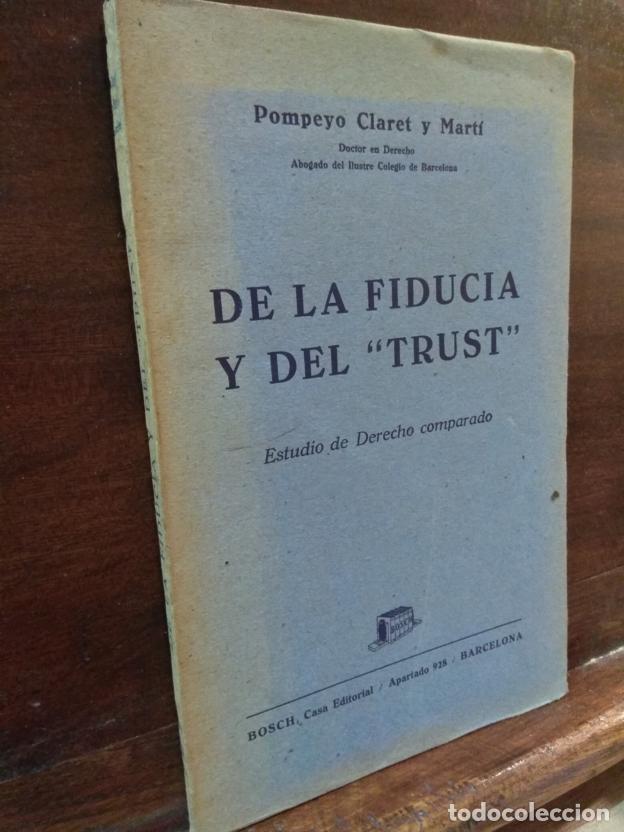 Pompeyo Claret y Martí
Doctor en Derecho
Abogado del Ilustre Colegio de Barcelona
DE LA FIDUCIA
Y DEL "TRUST"
Estudio de Derecho comparado
BOSCH
BOSCH, Casa Editorial / Apartado 928 / BARCELONA
todocoleccion